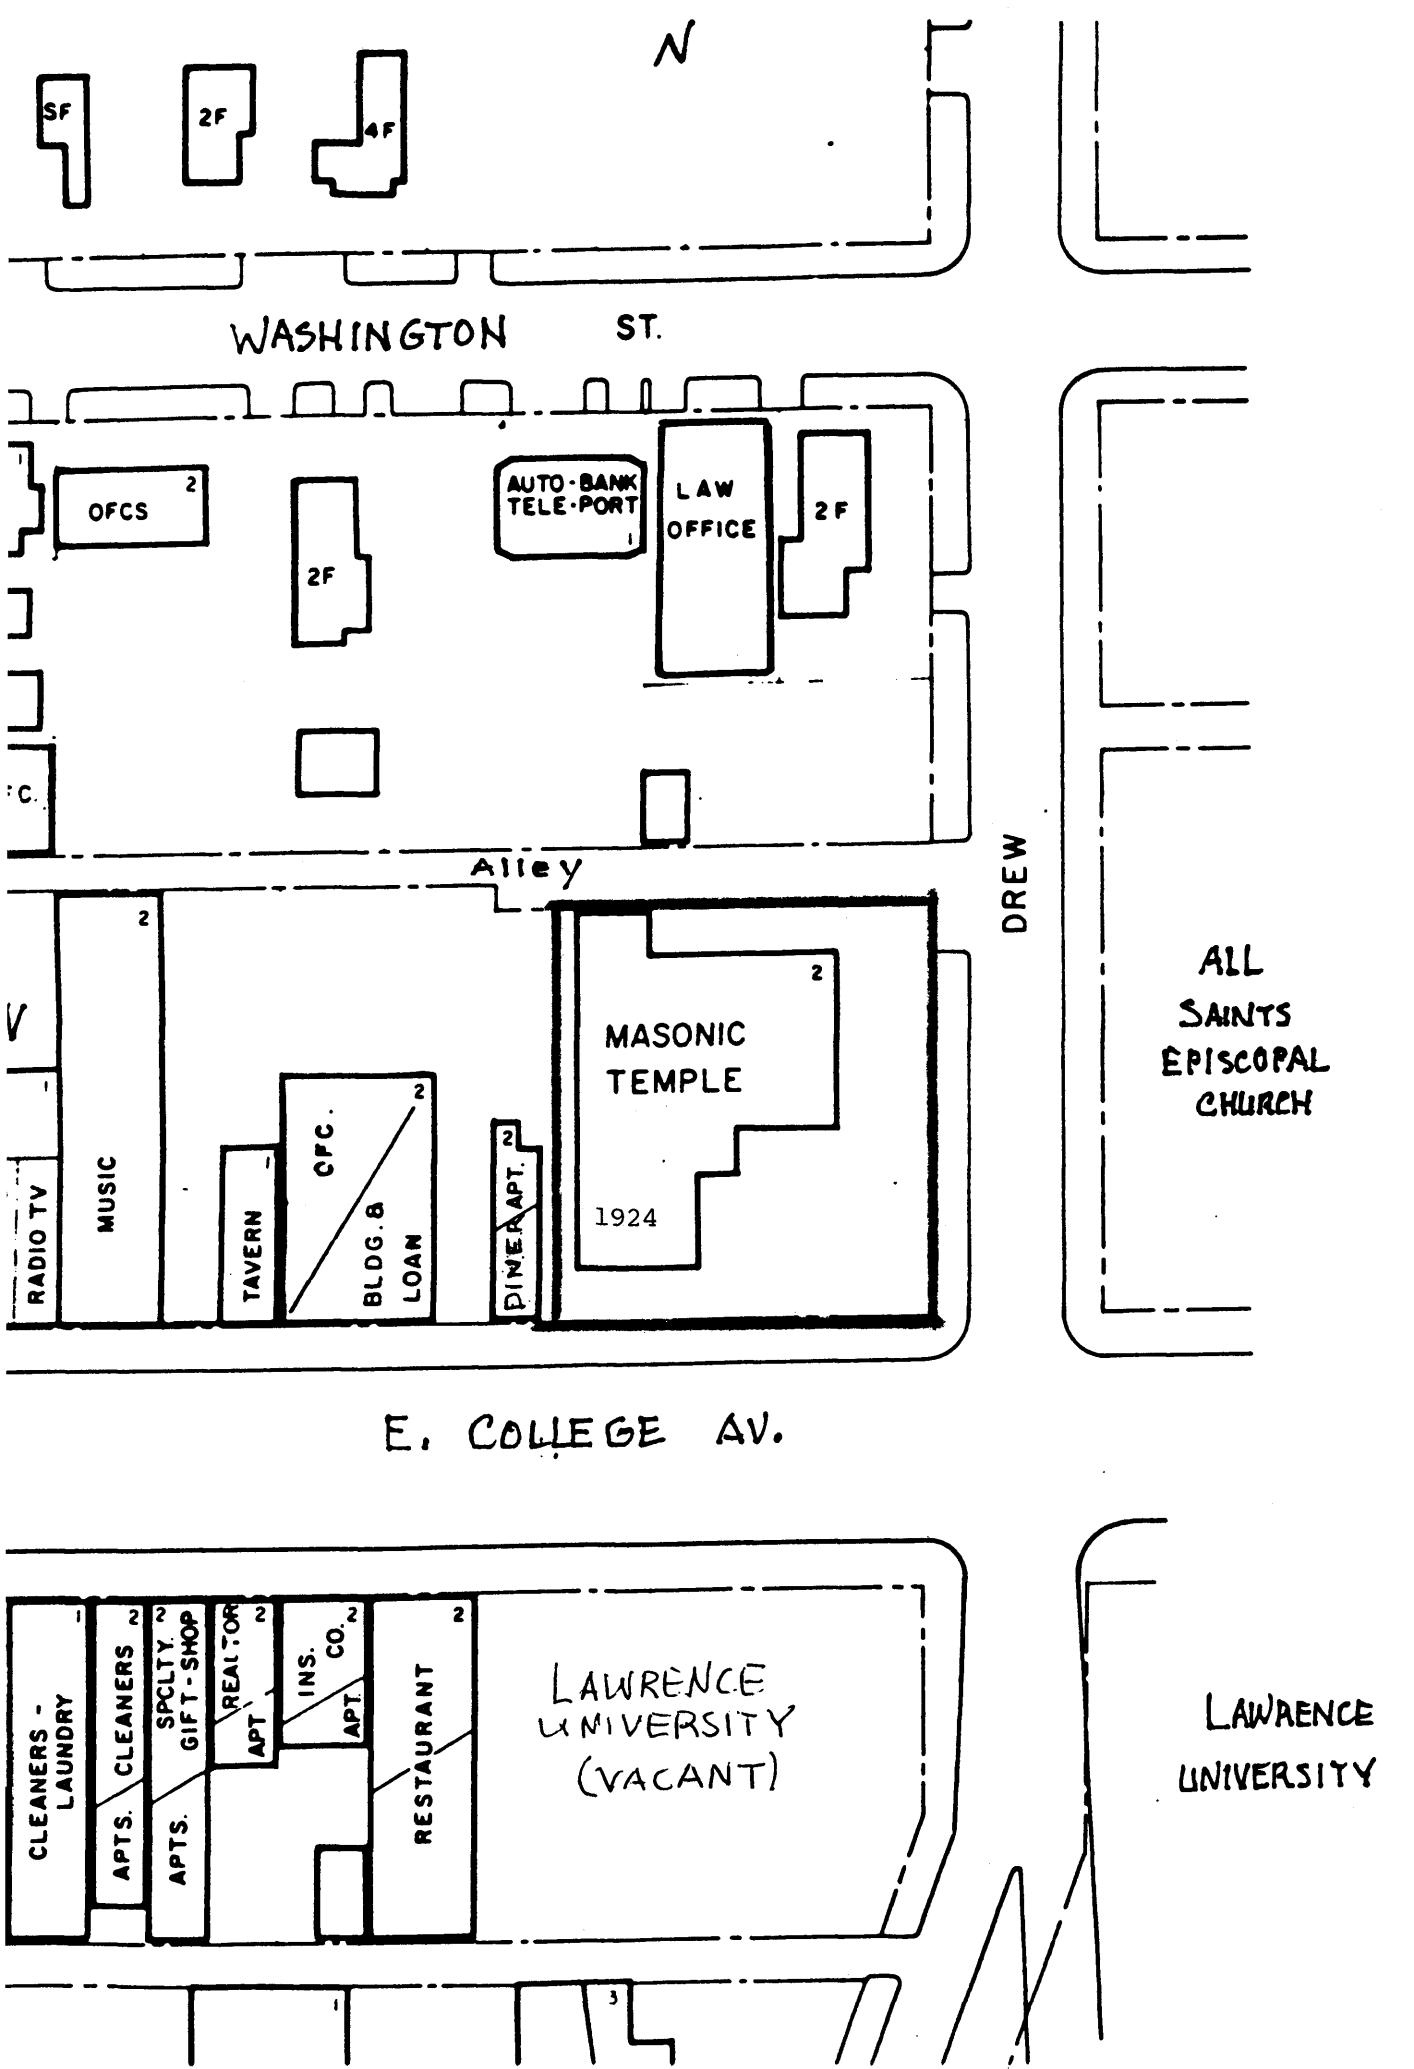 N
SF
2F
4F
WASHINGTON ST.
1
OFCS
2
2F
AUTO·BANK
TELE·PORT
1
LAW
OFFICE
2F
C.
Alley
DREW
2
MUSIC
V
1
RADIO TV
1
TAVERN
2
OFC.
BLDG. &
LOAN
2
DINER APT.
2
MASONIC
TEMPLE
1924
ALL
SAINTS
EPISCOPAL
CHURCH
E. COLLEGE AV.
1
CLEANERS -
LAUNDRY
2
CLEANERS
APTS.
2
SPCLTY.
GIFT-SHOP
APTS.
2
REALTOR
APT
2
INS.
CO.
APT.
2
RESTAURANT
LAWRENCE
UNIVERSITY
(VACANT)
LAWRENCE
UNIVERSITY
1
3